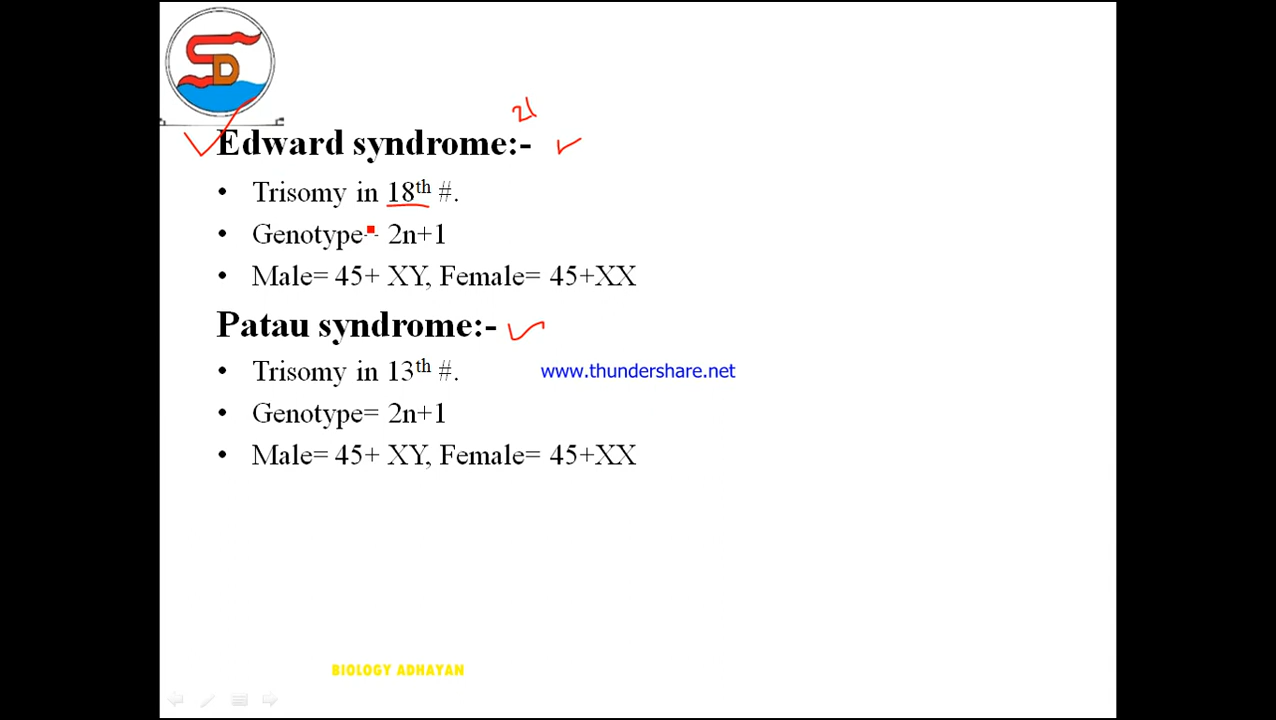 SD
21
Edward syndrome:-
• Trisomy in 18th #.
• Genotype= 2n+1
• Male= 45+ XY, Female= 45+XX
Patau syndrome:-
• Trisomy in 13th #.
www.thundershare.net
• Genotype= 2n+1
• Male= 45+ XY, Female= 45+XX
BIOLOGY ADHAYAN